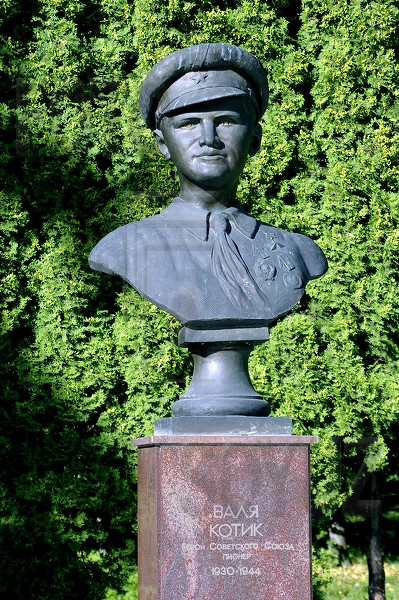 ВАЛЯ
КОТИК
Герой Советского Союза
пионер
1930-1944